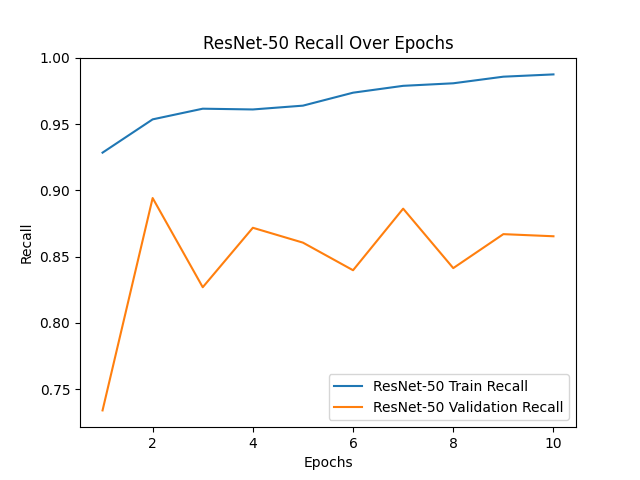 ResNet-50 Recall Over Epochs
Recall
1.00
0.95
0.90
0.85
0.80
0.75
ResNet-50 Train Recall
ResNet-50 Validation Recall
2 4 6 8 10
Epochs